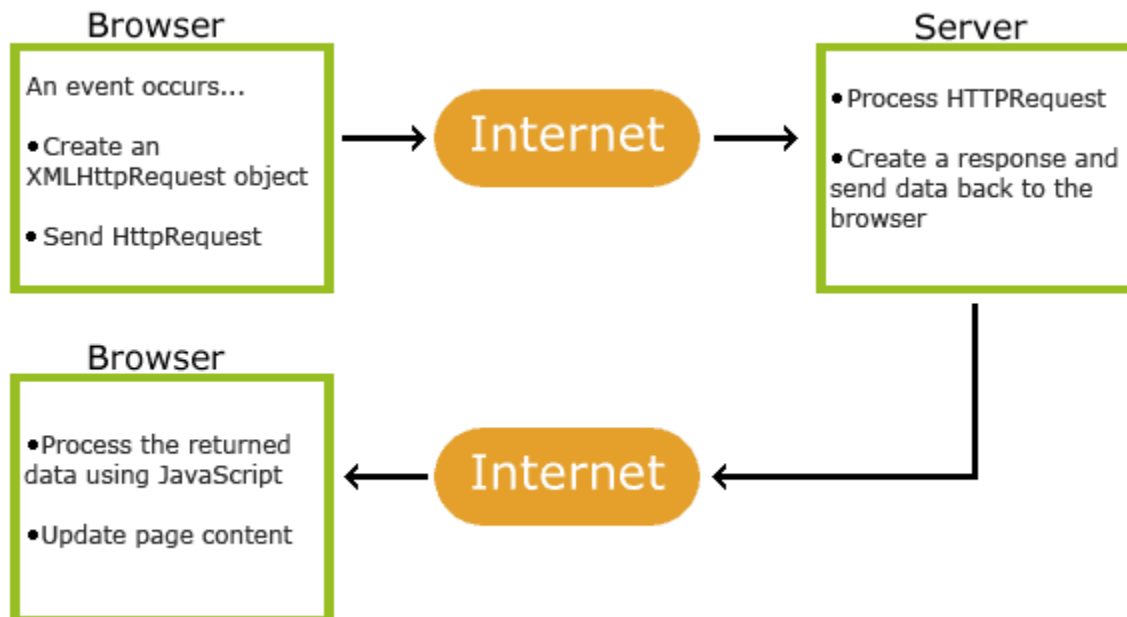 Browser
An event occurs...
•Create an
XMLHttpRequest object
• Send HttpRequest
Internet
Server
•Process HTTPRequest
•Create a response and
send data back to the
browser
Browser
•Process the returned
data using JavaScript
•Update page content
Internet